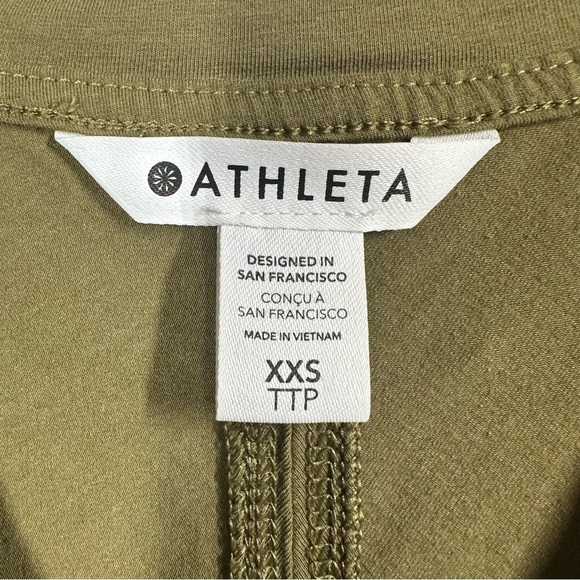 ATHLETA
DESIGNED IN
SAN FRANCISCO
CONÇU À
SAN FRANCISCO
MADE IN VIETNAM
XXS
TTP